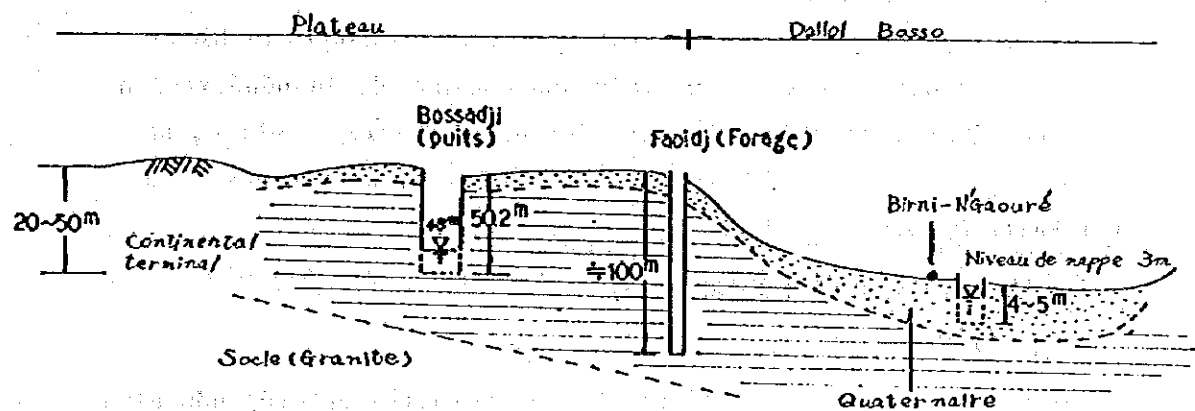 Plateau
Dallol Bosso
Bossadji
(puits)
Faoidj (Forage)
Birni-N'Gaouré
20~50m
48m
50.2m
Continental
terminal
Niveau de nappe 3m
≒100m
4~5m
Socle (Granite)
Quaternaire